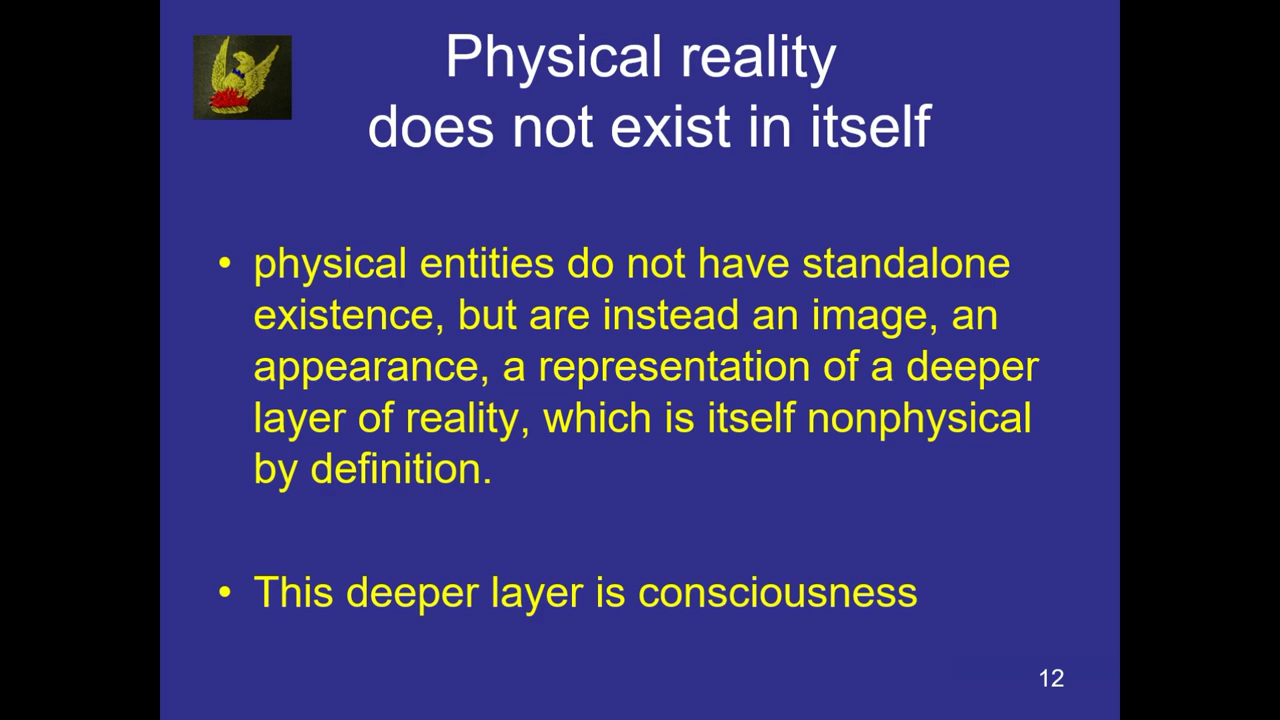 Physical reality
does not exist in itself
• physical entities do not have standalone
existence, but are instead an image, an
appearance, a representation of a deeper
layer of reality, which is itself nonphysical
by definition.
• This deeper layer is consciousness
12